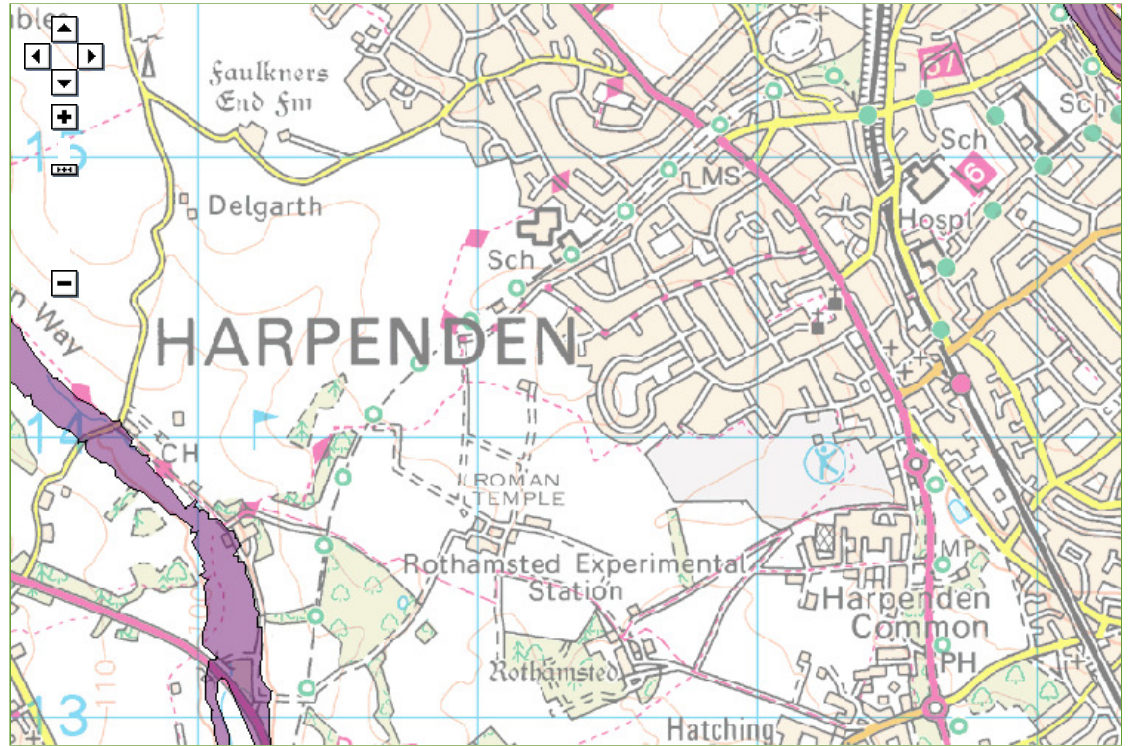 Faulkners
End Fm
57
Sch
15
Sch
6
LMS
Delgarth
Hospl
Sch
Way
HARPENDEN
14
CH
ROMAN
TEMPLE
MP
Rothamsted Experimental
Station
Harpenden
Common
PH
Rothamsted
110
13
Hatching